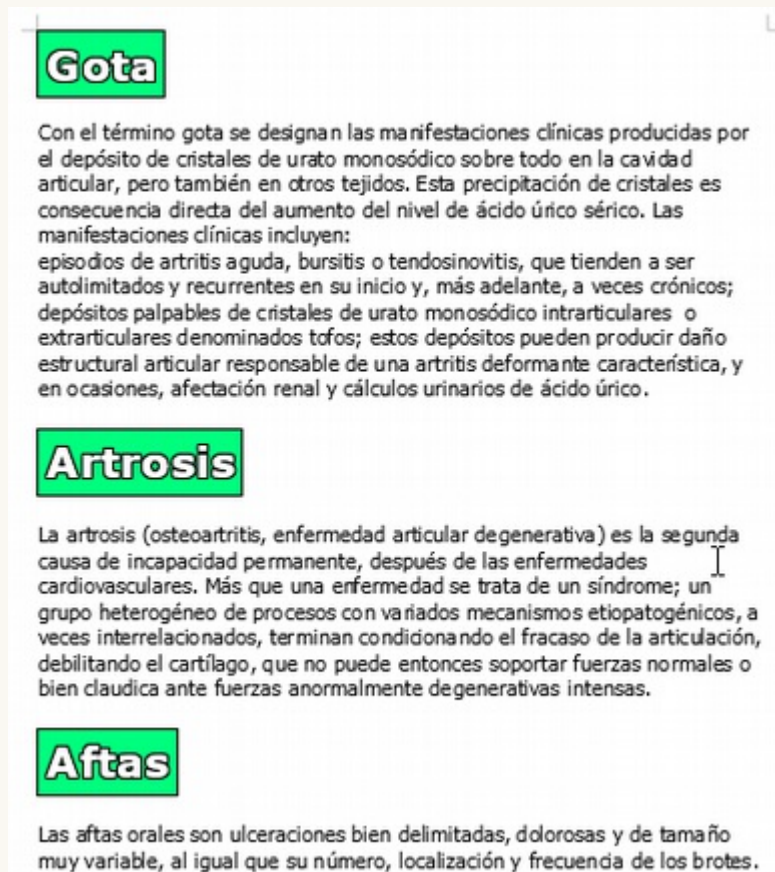 Gota
Con el término gota se designan las manifestaciones clínicas producidas por
el depósito de cristales de urato monosódico sobre todo en la cavidad
articular, pero también en otros tejidos. Esta precipitación de cristales es
consecuencia directa del aumento del nivel de ácido úrico sérico. Las
manifestaciones clínicas incluyen:
episodios de artritis aguda, bursitis o tendosinovitis, que tienden a ser
autolimitados y recurrentes en su inicio y, más adelante, a veces crónicos;
depósitos palpables de cristales de urato monosódico intrarticulares o
extrarticulares denominados tofos; estos depósitos pueden producir daño
estructural articular responsable de una artritis deformante característica, y
en ocasiones, afectación renal y cálculos urinarios de ácido úrico.
Artrosis
La artrosis (osteoartritis, enfermedad articular degenerativa) es la segunda
causa de incapacidad permanente, después de las enfermedades
cardiovasculares. Más que una enfermedad se trata de un síndrome; un
grupo heterogéneo de procesos con variados mecanismos etiopatogénicos, a
veces interrelacionados, terminan condicionando el fracaso de la articulación,
debilitando el cartílago, que no puede entonces soportar fuerzas normales o
bien claudica ante fuerzas anormalmente degenerativas intensas.
Aftas
Las aftas orales son ulceraciones bien delimitadas, dolorosas y de tamaño
muy variable, al igual que su número, localización y frecuencia de los brotes.